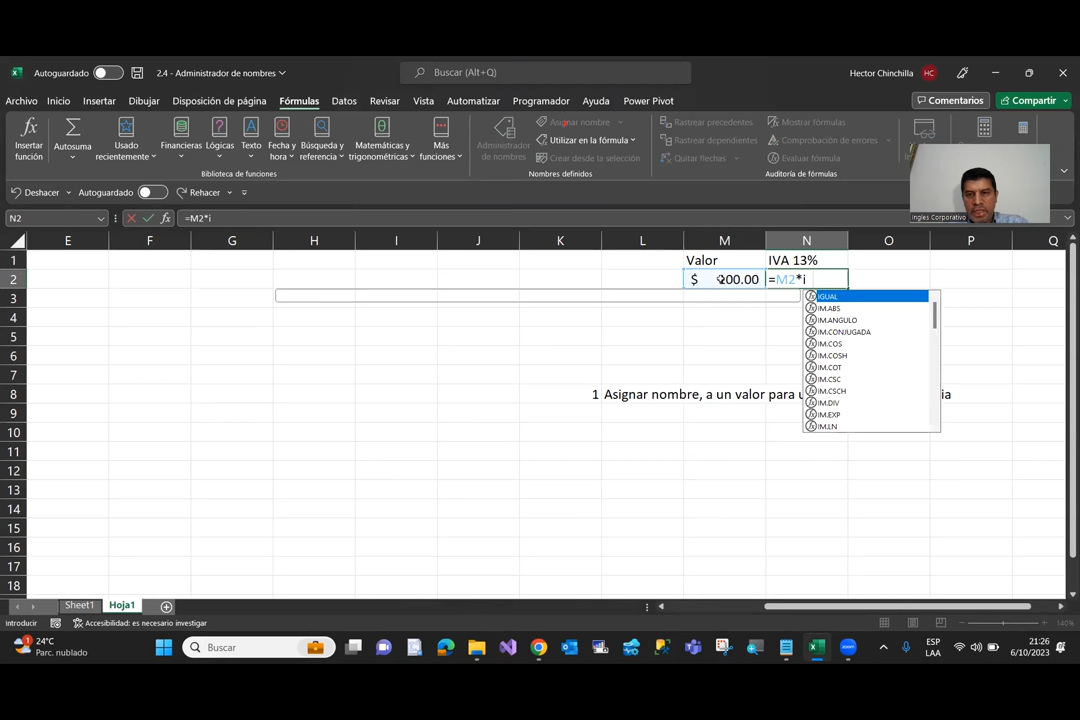 Autoguardado
2.4 - Administrador de nombres
Buscar (Alt+Q)
Hector Chinchilla
HC
Archivo Inicio Insertar Dibujar Disposición de página Fórmulas Datos Revisar Vista Automatizar Programador Ayuda Power Pivot
Comentarios
Compartir
Insertar función
Autosuma
Usado recientemente
Financieras
Lógicas
Texto
Fecha y hora
Búsqueda y referencia
Matemáticas y trigonométricas
Más funciones
Biblioteca de funciones
Administrador de nombres
Asignar nombre
Utilizar en la fórmula
Crear desde la selección
Nombres definidos
Rastrear precedentes
Rastrear dependientes
Quitar flechas
Mostrar fórmulas
Comprobación de errores
Evaluar fórmula
Auditoría de fórmulas
Ingles Corporativo
Deshacer
Autoguardado
Rehacer
N2
fx
=M2*i
E F G H I J K L M N O P Q
1 Valor IVA 13%
2 $ 200.00 =M2*i
3
4
5
6
7
8 1 Asignar nombre, a un valor para u
ia
9
10
11
12
13
14
15
16
17
18
IGUAL
IM.ABS
IM.ANGULO
IM.CONJUGADA
IM.COS
IM.COSH
IM.COT
IM.CSC
IM.CSCH
IM.DIV
IM.EXP
IM.LN
Sheet1
Hoja1
introducir
Accesibilidad: es necesario investigar
140%
24°C
Parc. nublado
Buscar
ESP
LAA
21:26
6/10/2023